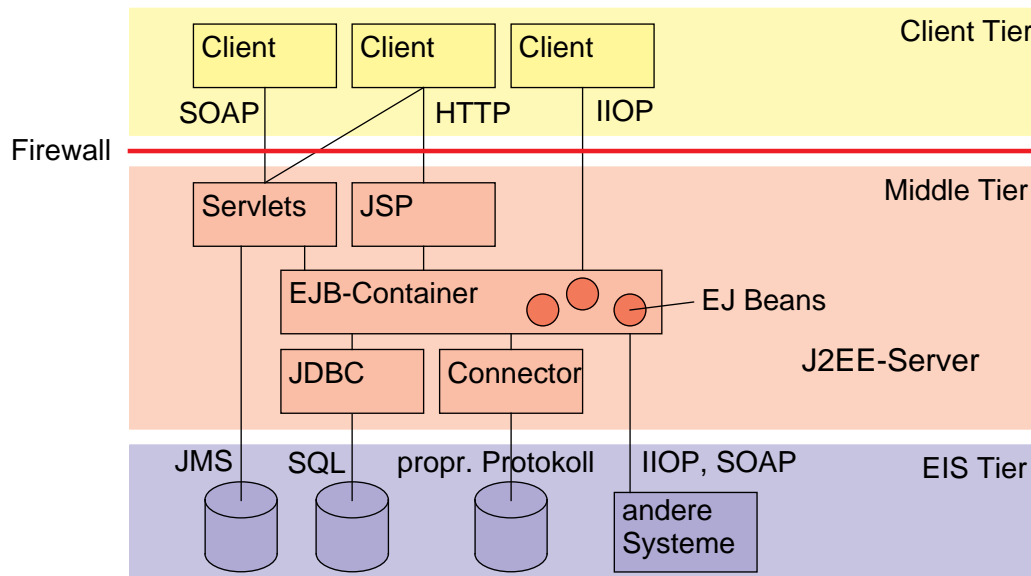 Client Tier
Client
Client
Client
SOAP
HTTP
IIOP
Firewall
Middle Tier
Servlets
JSP
EJB-Container
EJ Beans
J2EE-Server
JDBC
Connector
JMS
SQL
propr. Protokoll
IIOP, SOAP
EIS Tier
andere
Systeme